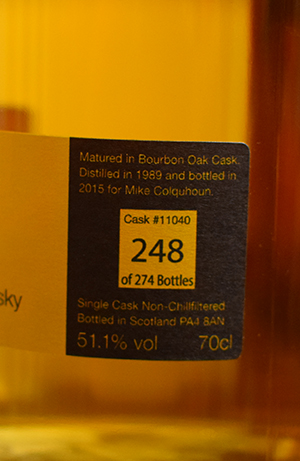 Matured in Bourbon Oak Cask.
Distilled in 1989 and bottled in
2015 for Mike Colquhoun.
Cask #11040
248
of 274 Bottles
sky
Single Cask Non-Chillfiltered
Bottled in Scotland PA4 8AN
51.1% vol 70cl